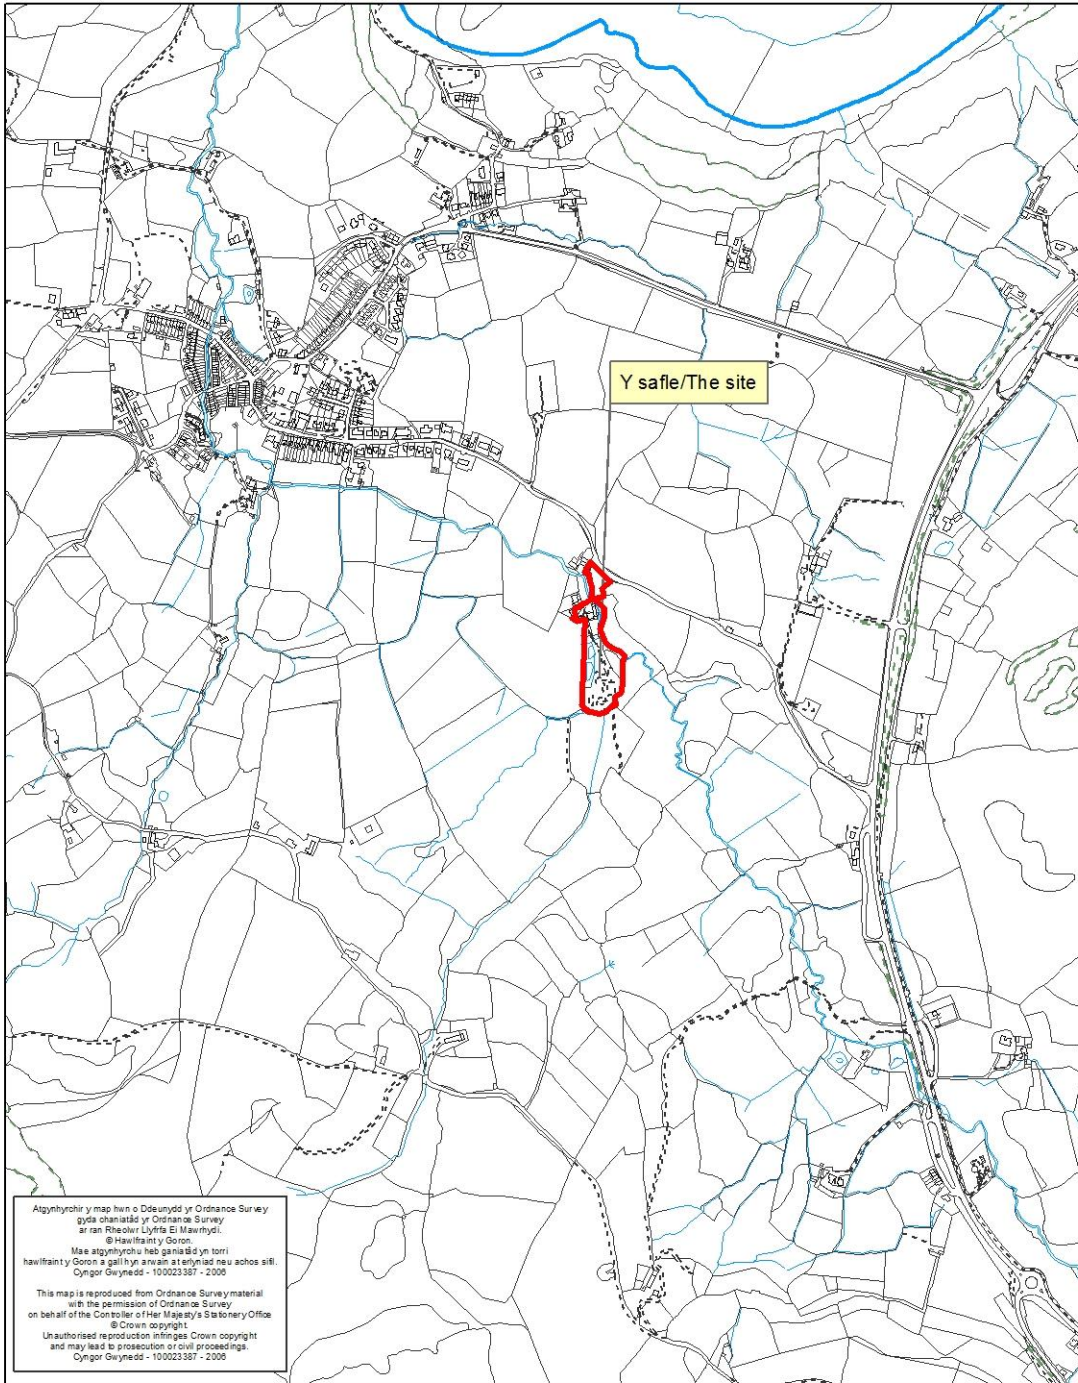 Y safle/The site
Atgynhyrchir y map hwn o Ddeunydd yr Ordnance Survey
gyda chaniatâd yr Ordnance Survey
ar ran Rheolwr Llyfrfa Ei Mawrhydi.
© Hawlfraint y Goron.
Mae atgynhyrchu heb ganiatâd yn torri
hawlfraint y Goron a gall hyn arwain at erlyniad neu achos sifil.
Cyngor Gwynedd - 100023387 - 2006
This map is reproduced from Ordnance Survey material
with the permission of Ordnance Survey
on behalf of the Controller of Her Majesty's Stationery Office
© Crown copyright.
Unauthorised reproduction infringes Crown copyright
and may lead to prosecution or civil proceedings.
Cyngor Gwynedd - 100023387 - 2006